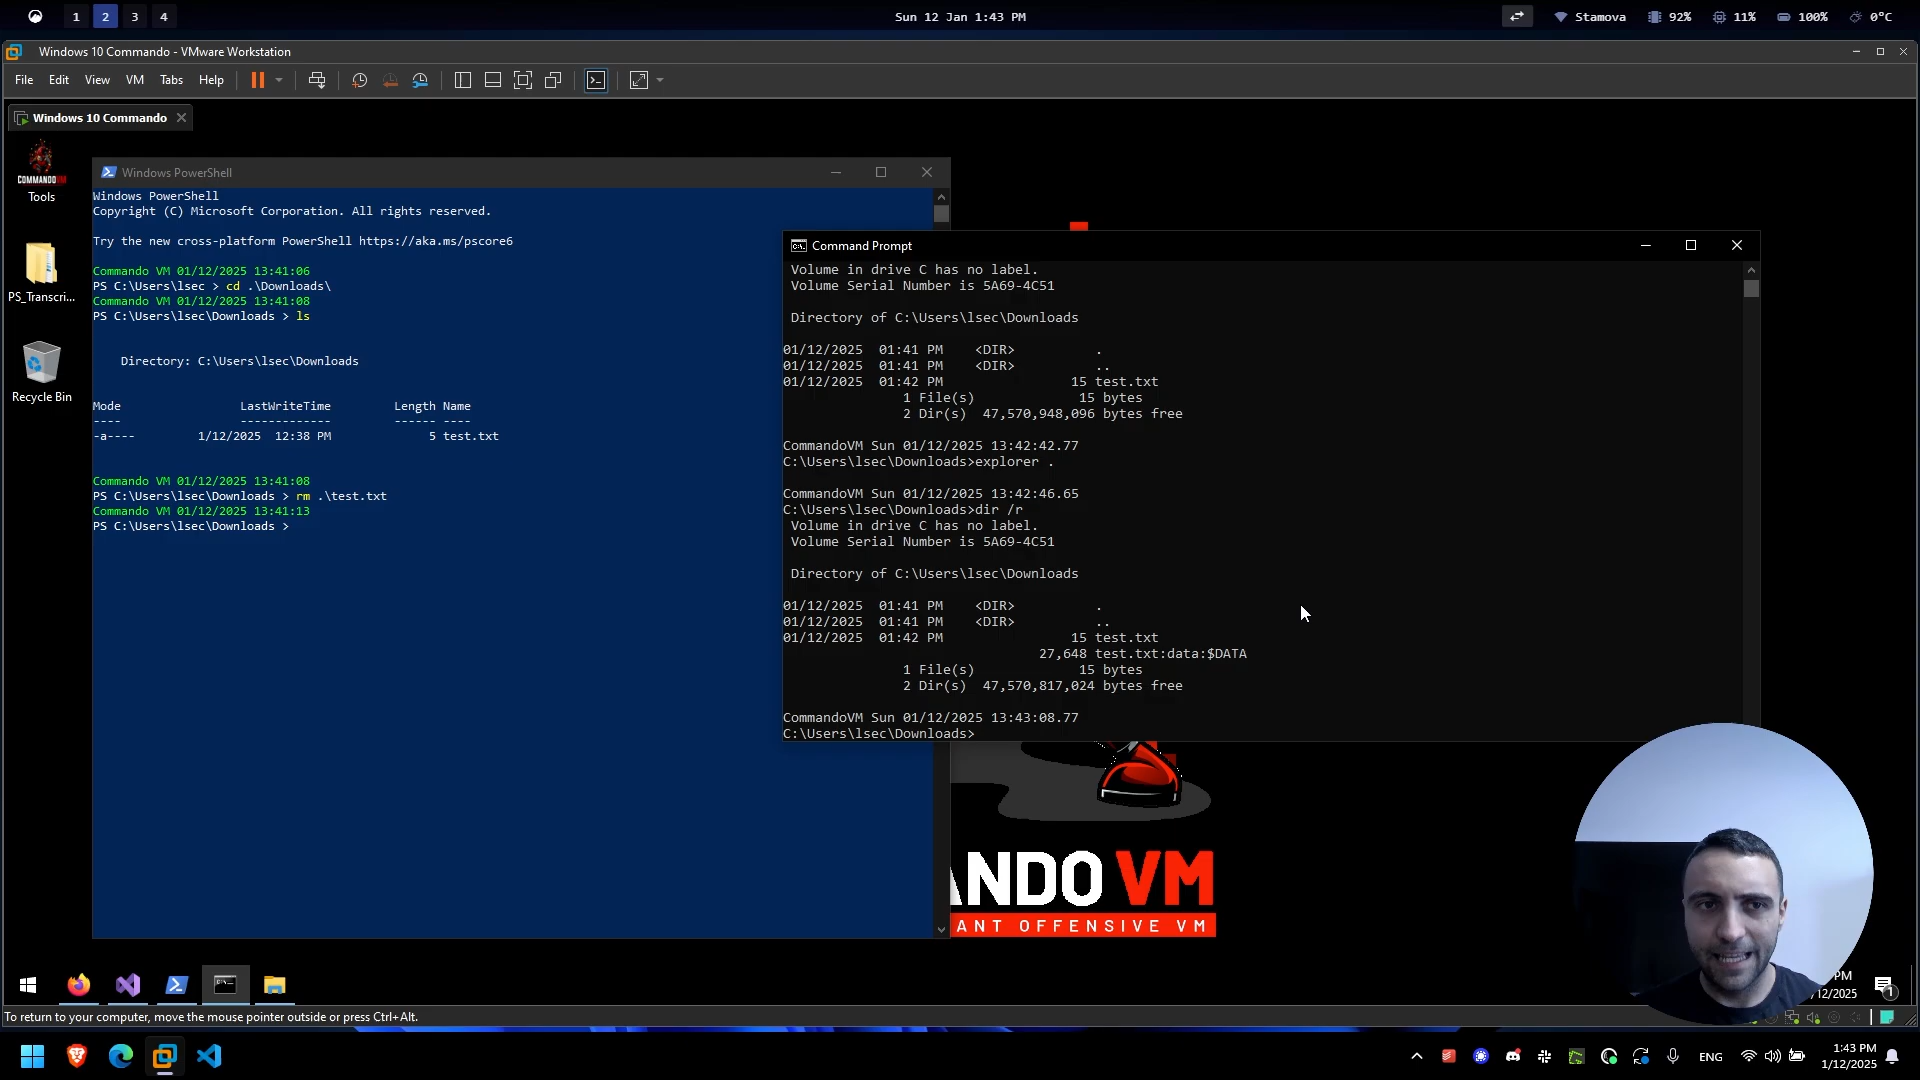 1 2 3 4
Sun 12 Jan 1:43 PM
Stamova 92% 11% 100% 0°C
Windows 10 Commando - VMware Workstation
File Edit View VM Tabs Help
Windows 10 Commando
COMMANDOVM
Tools
PS_Transcri...
Recycle Bin
Windows PowerShell
Windows PowerShell
Copyright (C) Microsoft Corporation. All rights reserved.
Try the new cross-platform PowerShell https://aka.ms/pscore6
Commando VM 01/12/2025 13:41:06
PS C:\Users\lsec > cd .\Downloads\
Commando VM 01/12/2025 13:41:08
PS C:\Users\lsec\Downloads > ls
Directory: C:\Users\lsec\Downloads
Mode LastWriteTime Length Name
---- ------------- ------ ----
-a---- 1/12/2025 12:38 PM 5 test.txt
Commando VM 01/12/2025 13:41:08
PS C:\Users\lsec\Downloads > rm .\test.txt
Commando VM 01/12/2025 13:41:13
PS C:\Users\lsec\Downloads >
Command Prompt
Volume in drive C has no label.
Volume Serial Number is 5A69-4C51
Directory of C:\Users\lsec\Downloads
01/12/2025 01:41 PM <DIR> .
01/12/2025 01:41 PM <DIR> ..
01/12/2025 01:42 PM 15 test.txt
1 File(s) 15 bytes
2 Dir(s) 47,570,948,096 bytes free
CommandoVM Sun 01/12/2025 13:42:42.77
C:\Users\lsec\Downloads>explorer .
CommandoVM Sun 01/12/2025 13:42:46.65
C:\Users\lsec\Downloads>dir /r
Volume in drive C has no label.
Volume Serial Number is 5A69-4C51
Directory of C:\Users\lsec\Downloads
01/12/2025 01:41 PM <DIR> .
01/12/2025 01:41 PM <DIR> ..
01/12/2025 01:42 PM 15 test.txt
27,648 test.txt:data:$DATA
1 File(s) 15 bytes
2 Dir(s) 47,570,817,024 bytes free
CommandoVM Sun 01/12/2025 13:43:08.77
C:\Users\lsec\Downloads>
ANDO VM
ANT OFFENSIVE VM
PM
/12/2025
1
To return to your computer, move the mouse pointer outside or press Ctrl+Alt.
ENG
1:43 PM
1/12/2025